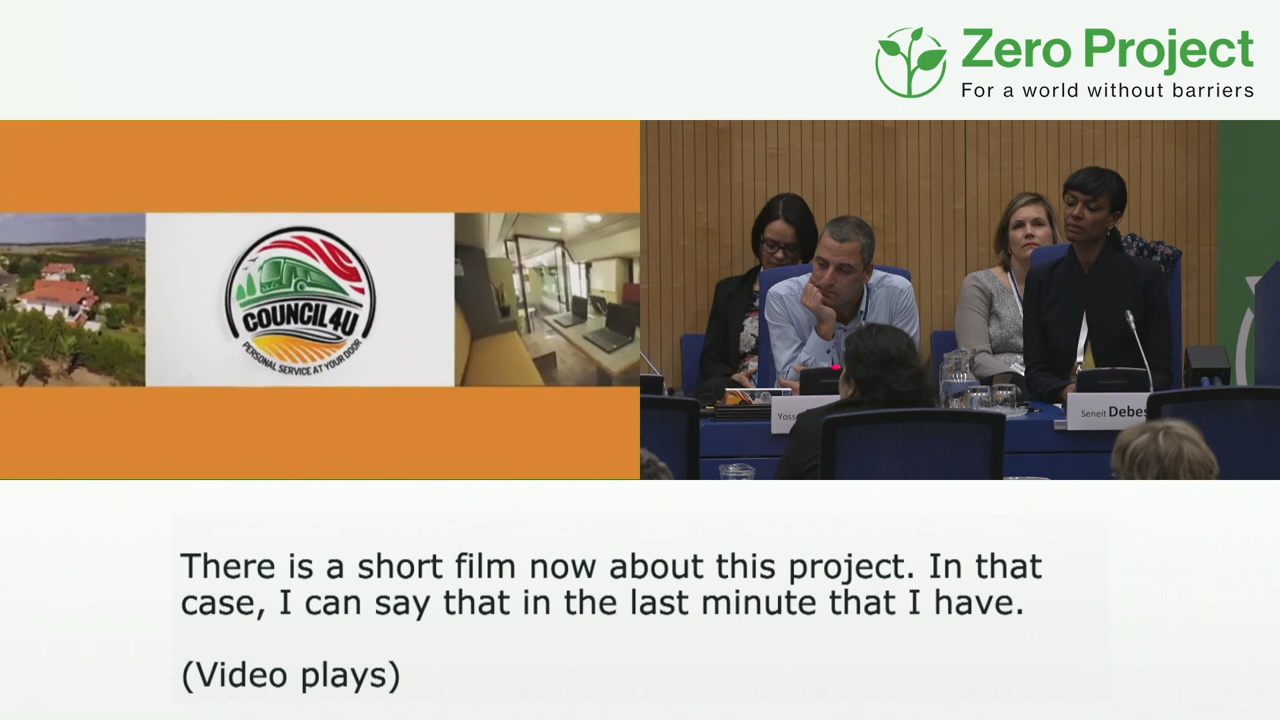 Zero Project
For a world without barriers
COUNCIL4U
PERSONAL SERVICE AT YOUR DOOR
Seneit
There is a short film now about this project. In that
case, I can say that in the last minute that I have.
(Video plays)